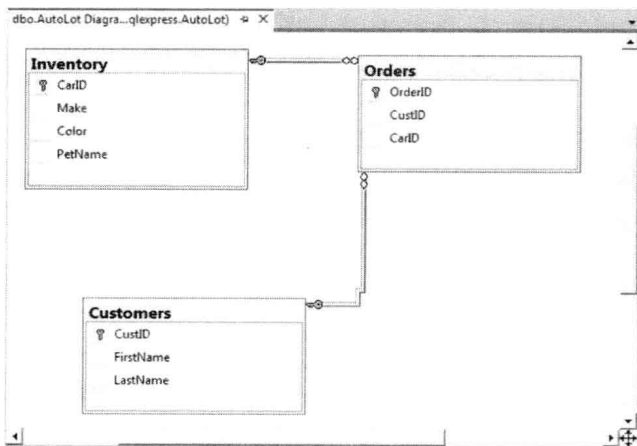 dbo.AutoLot Diagra...qlexpress.AutoLot)
Inventory
CarID
Make
Color
PetName
Orders
OrderID
CustID
CarID
Customers
CustID
FirstName
LastName